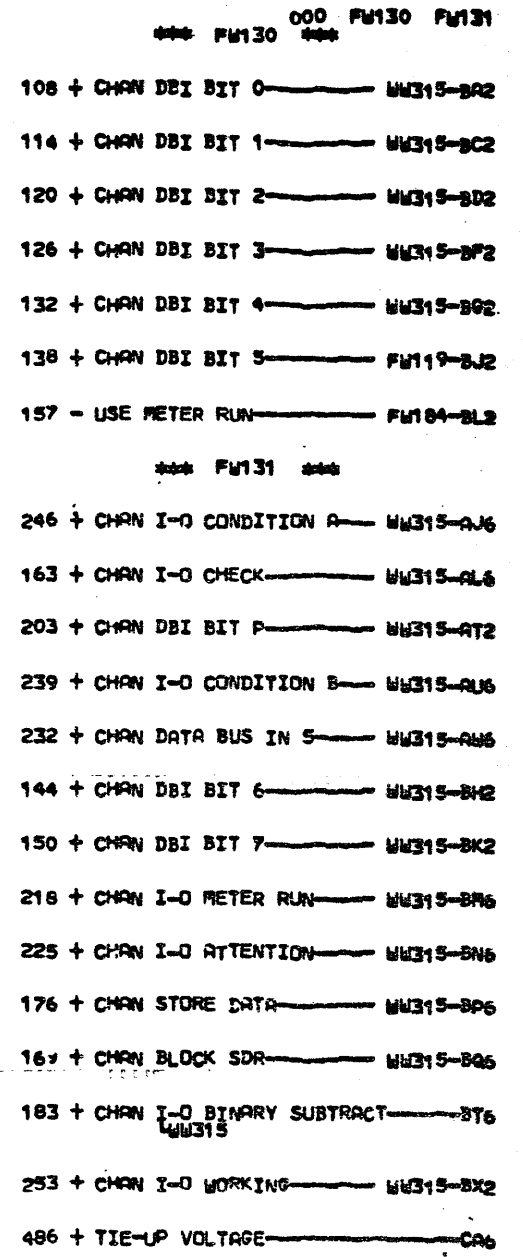 000 FW130 FW131
*** FW130 ***
108 + CHAN DBI BIT 0 WW315-BA2
114 + CHAN DBI BIT 1 WW315-BC2
120 + CHAN DBI BIT 2 WW315-BD2
126 + CHAN DBI BIT 3 WW315-BF2
132 + CHAN DBI BIT 4 WW315-BG2
138 + CHAN DBI BIT 5 FW119-BJ2
157 - USE METER RUN FW184-BL2
*** FW131 ***
246 + CHAN I-O CONDITION A WW315-AJ6
163 + CHAN I-O CHECK WW315-AL6
203 + CHAN DBI BIT P WW315-AT2
239 + CHAN I-O CONDITION B WW315-AU6
232 + CHAN DATA BUS IN S WW315-AW6
144 + CHAN DBI BIT 6 WW315-BH2
150 + CHAN DBI BIT 7 WW315-BK2
218 + CHAN I-O METER RUN WW315-BM6
225 + CHAN I-O ATTENTION WW315-BN6
176 + CHAN STORE DATA WW315-BP6
+ CHAN BLOCK SDR WW315-BQ6
183 + CHAN I-O BINARY SUBTRACT BT6
WW315
253 + CHAN I-O WORKING WW315-BX2
486 + TIE-UP VOLTAGE CA6